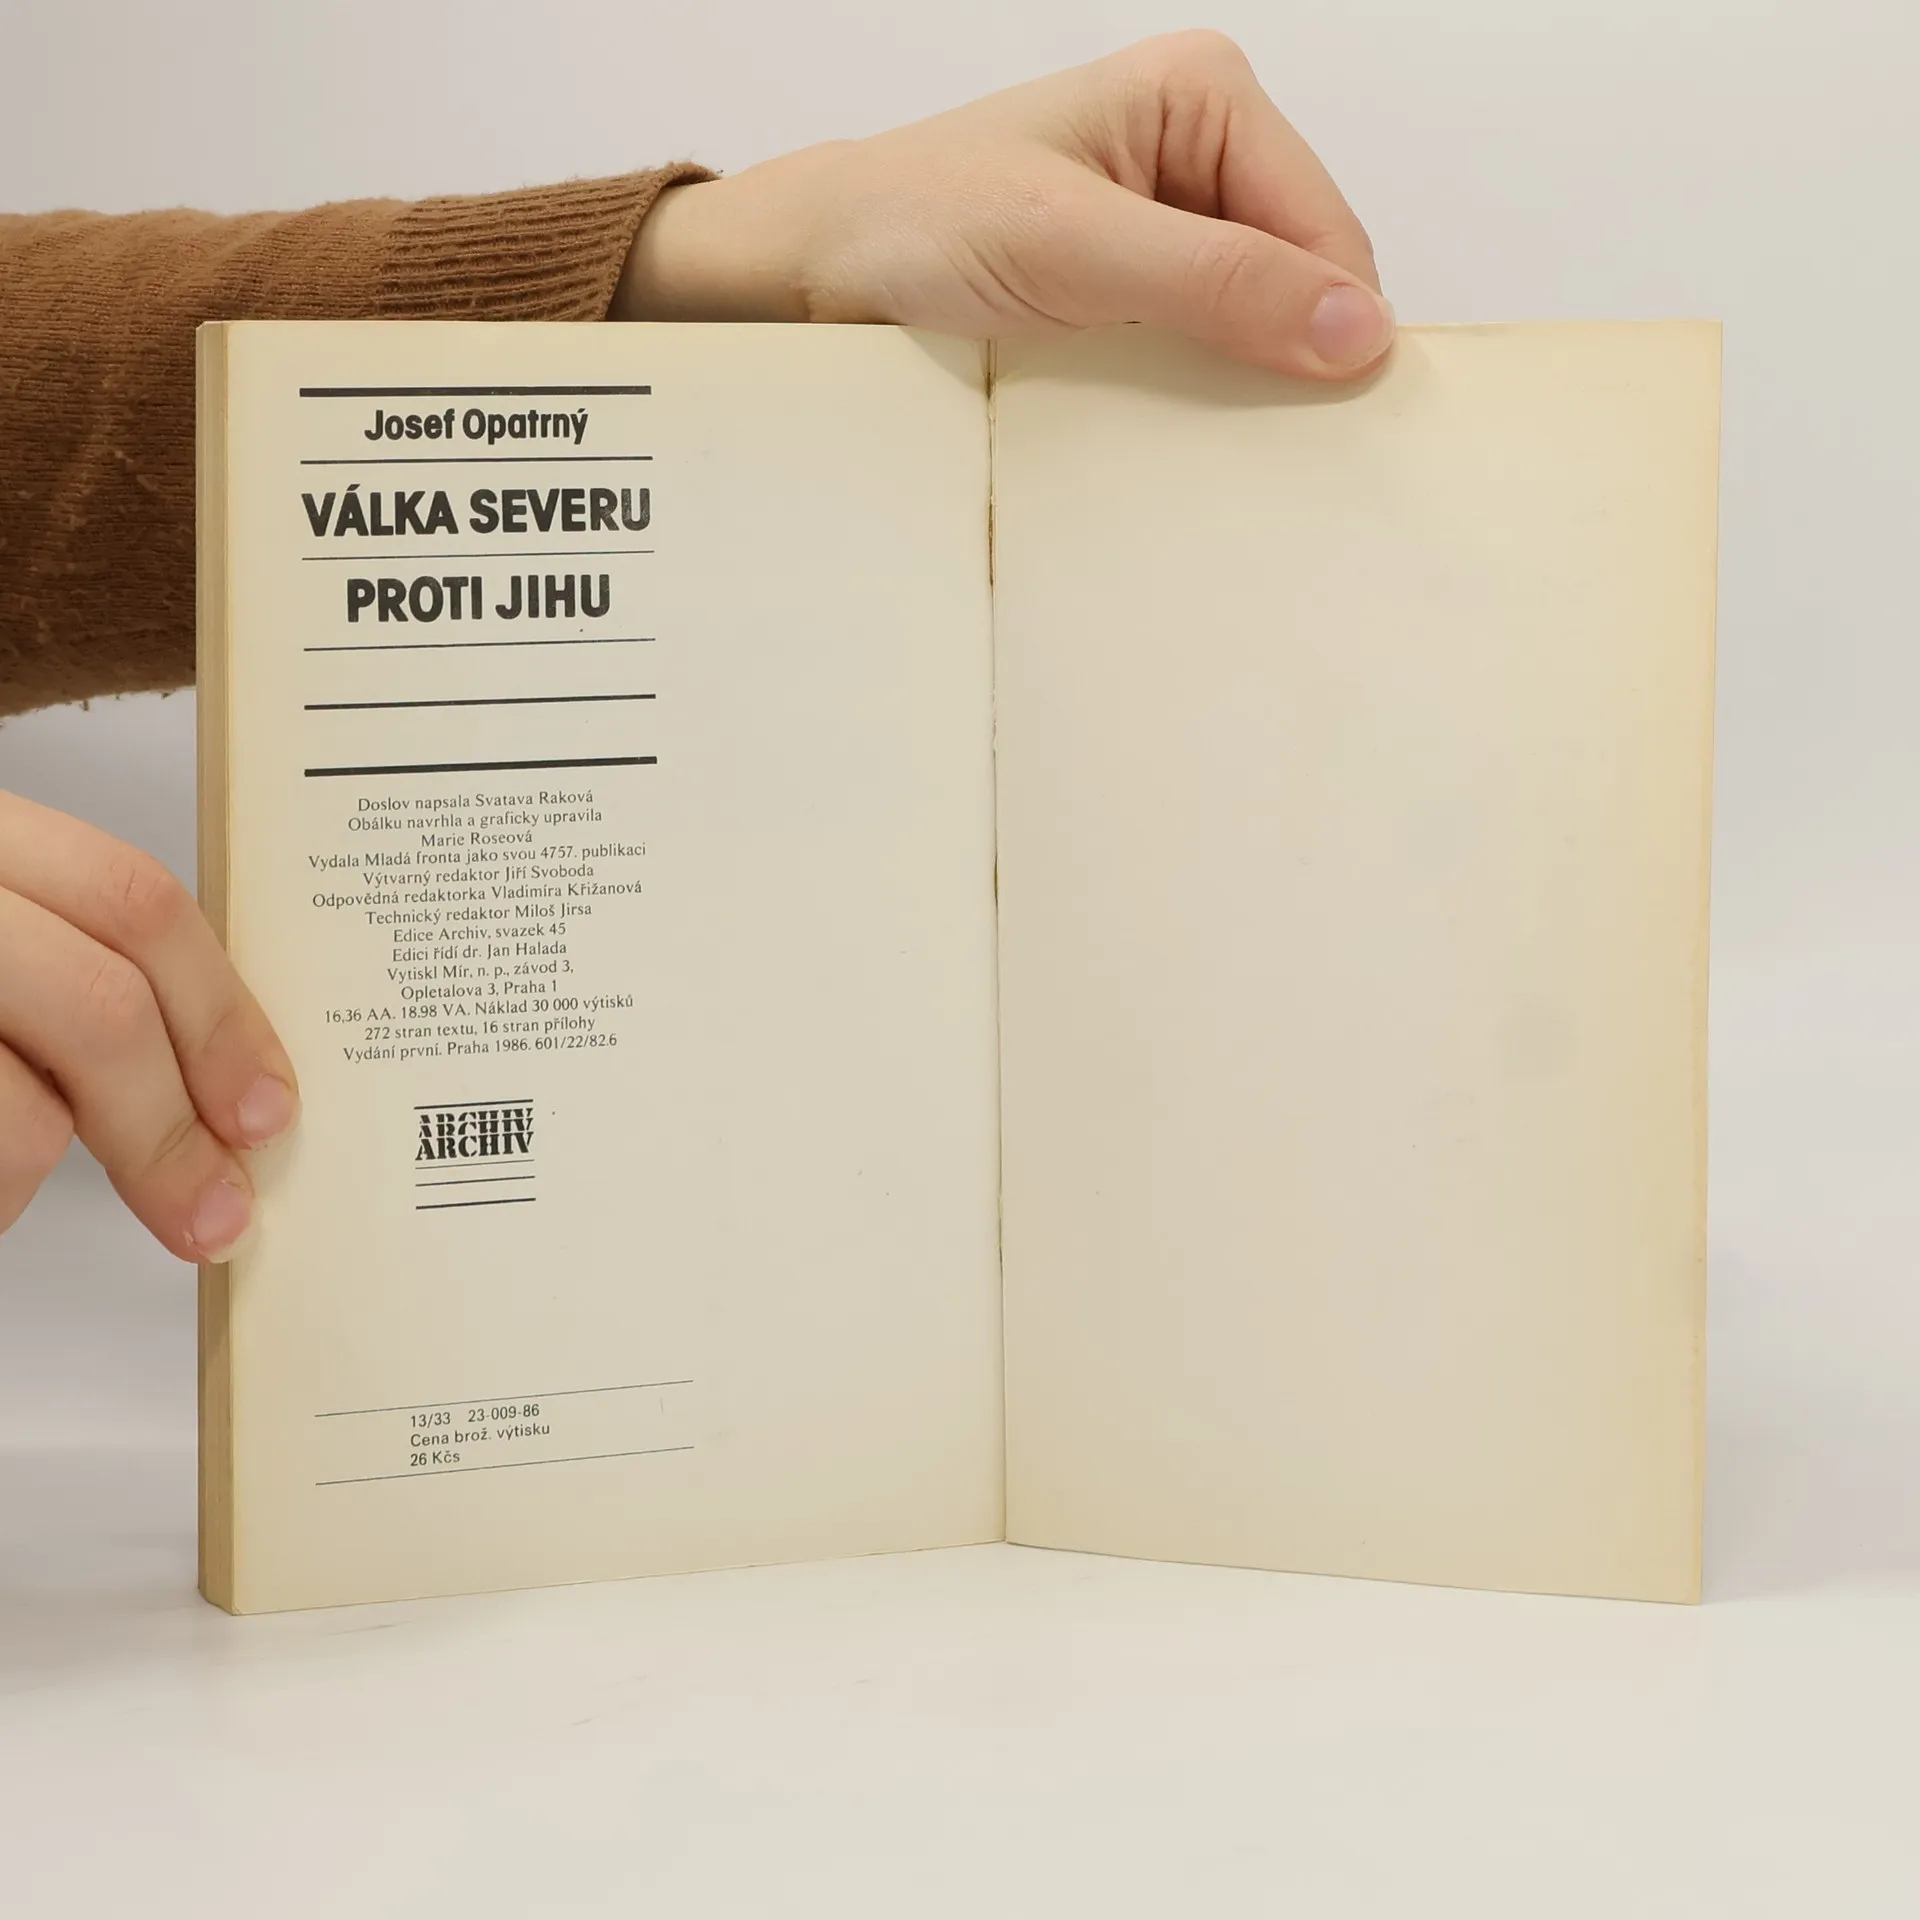 Josef Opatrný
VÁLKA SEVERU
PROTI JIHU
Doslov napsala Svatava Raková
Obálku navrhla a graficky upravila
Marie Roseová
Vydala Mladá fronta jako svou 4757. publikaci
Výtvarný redaktor Jiří Svoboda
Odpovědná redaktorka Vladimíra Křižanová
Technický redaktor Miloš Jirsa
Edice Archiv, svazek 45
Edici řídí dr. Jan Halada
Vytiskl Mír, n. p., závod 3,
Opletalova 3, Praha 1
16,36 AA. 18.98 VA. Náklad 30 000 výtisků
272 stran textu, 16 stran přílohy
Vydání první. Praha 1986. 601/22/82.6
ARCHIV
ARCHIV
ARCHIV
13/33 23-009-86
Cena brož. výtisku
26 Kčs